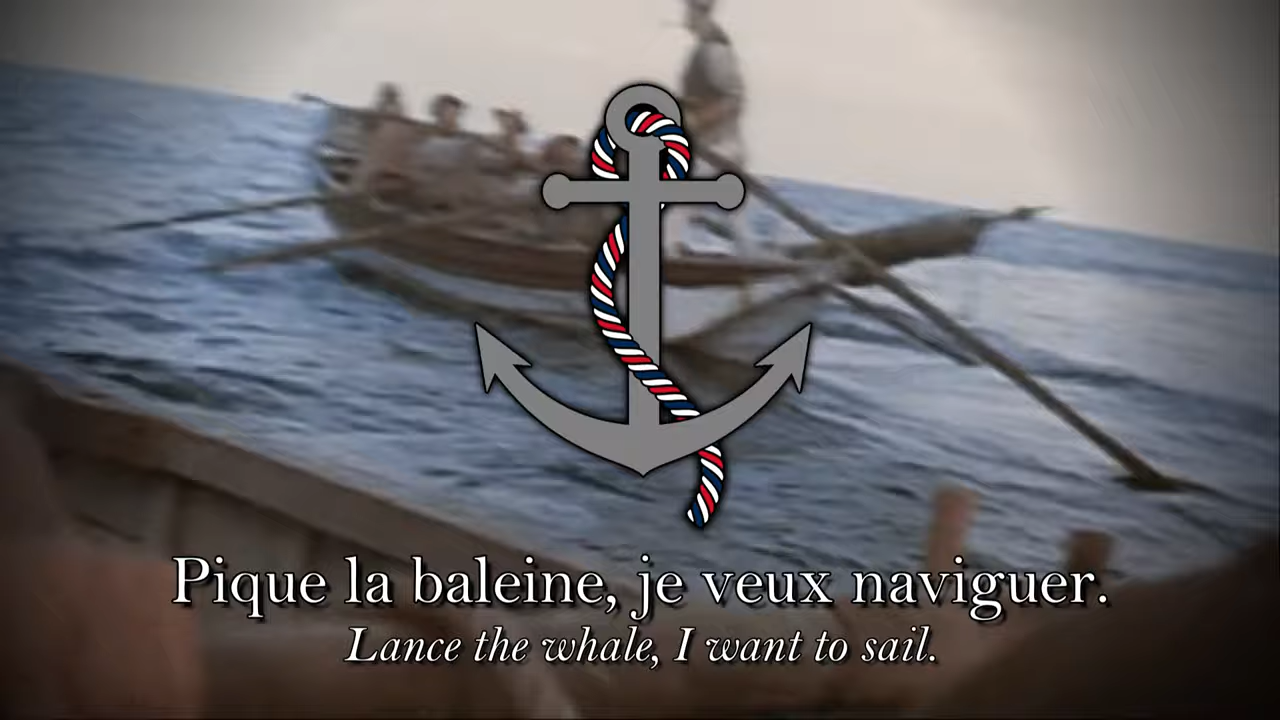 Pique la baleine, je veux naviguer.
Lance the whale, I want to sail.